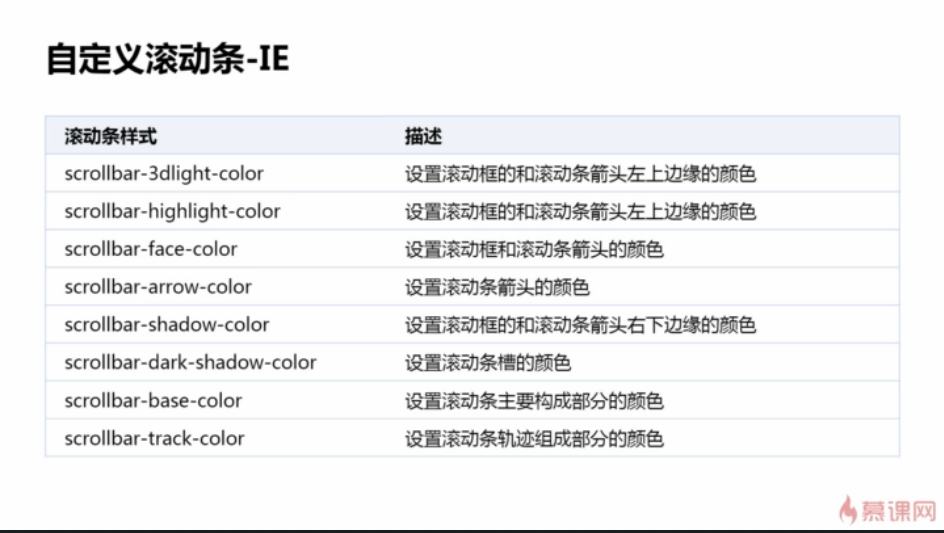 自定义滚动条-IE
滚动条样式 描述
scrollbar-3dlight-color 设置滚动框的和滚动条箭头左上边缘的颜色
scrollbar-highlight-color 设置滚动框的和滚动条箭头左上边缘的颜色
scrollbar-face-color 设置滚动框和滚动条箭头的颜色
scrollbar-arrow-color 设置滚动条箭头的颜色
scrollbar-shadow-color 设置滚动框的和滚动条箭头右下边缘的颜色
scrollbar-dark-shadow-color 设置滚动条槽的颜色
scrollbar-base-color 设置滚动条主要构成部分的颜色
scrollbar-track-color 设置滚动条轨迹组成部分的颜色
慕课网